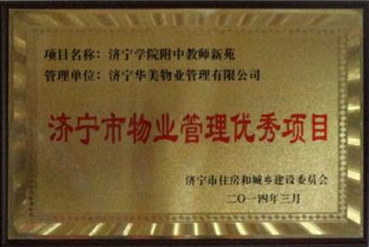 项目名称：济宁学院附中教师新苑
管理单位：济宁华美物业管理有限公司
济宁市物业管理优秀项目
济宁市住房和城乡建设委员会
二〇一四年三月